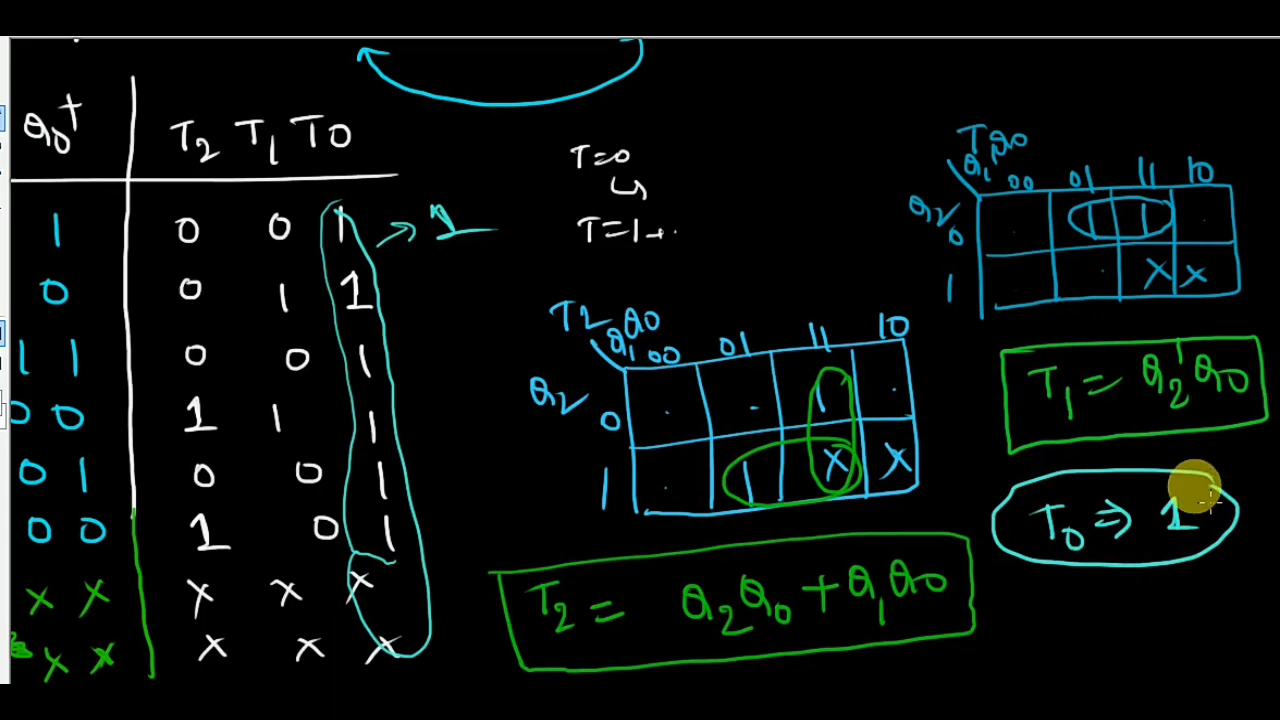 Q0+ T2 T1 T0
1 0 0 1 → 1
0 0 1 1
1 1 0 0 1
0 0 1 1 1
0 1 0 0 1
0 0 1 0 1
x x x x x
x x x x x
T=0
T=1
T1
Q1Q0 00 01 11 10
Q2
0 . 1 1 .
1 . . x x
T2
Q1Q0 00 01 11 10
Q2
0 . . 1 .
1 . 1 x x
T1 = Q2'Q0
T0 ⇒ 1
T2 = Q2Q0 + Q1Q0